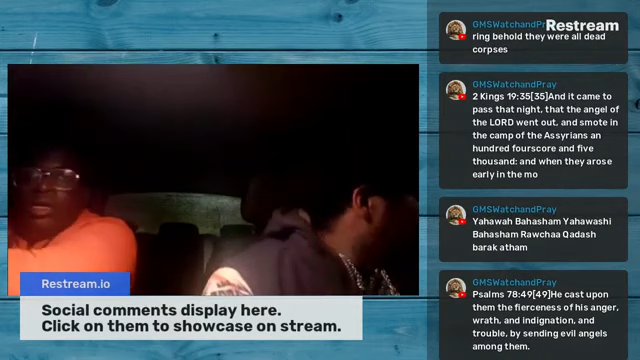 GMSWatchandPr
Restream
ring behold they were all dead
corpses
GMSWatchandPray
2 Kings 19:35[35]And it came to
pass that night, that the angel of
the LORD went out, and smote in
the camp of the Assyrians an
hundred fourscore and five
thousand: and when they arose
early in the mo
GMSWatchandPray
Yahawah Bahasham Yahawashi
Bahasham Rawchaa Qadash
barak atham
GMSWatchandPray
Psalms 78:49[49]He cast upon
them the fierceness of his anger,
wrath, and indignation, and
trouble, by sending evil angels
among them.
Restream.io
Social comments display here.
Click on them to showcase on stream.